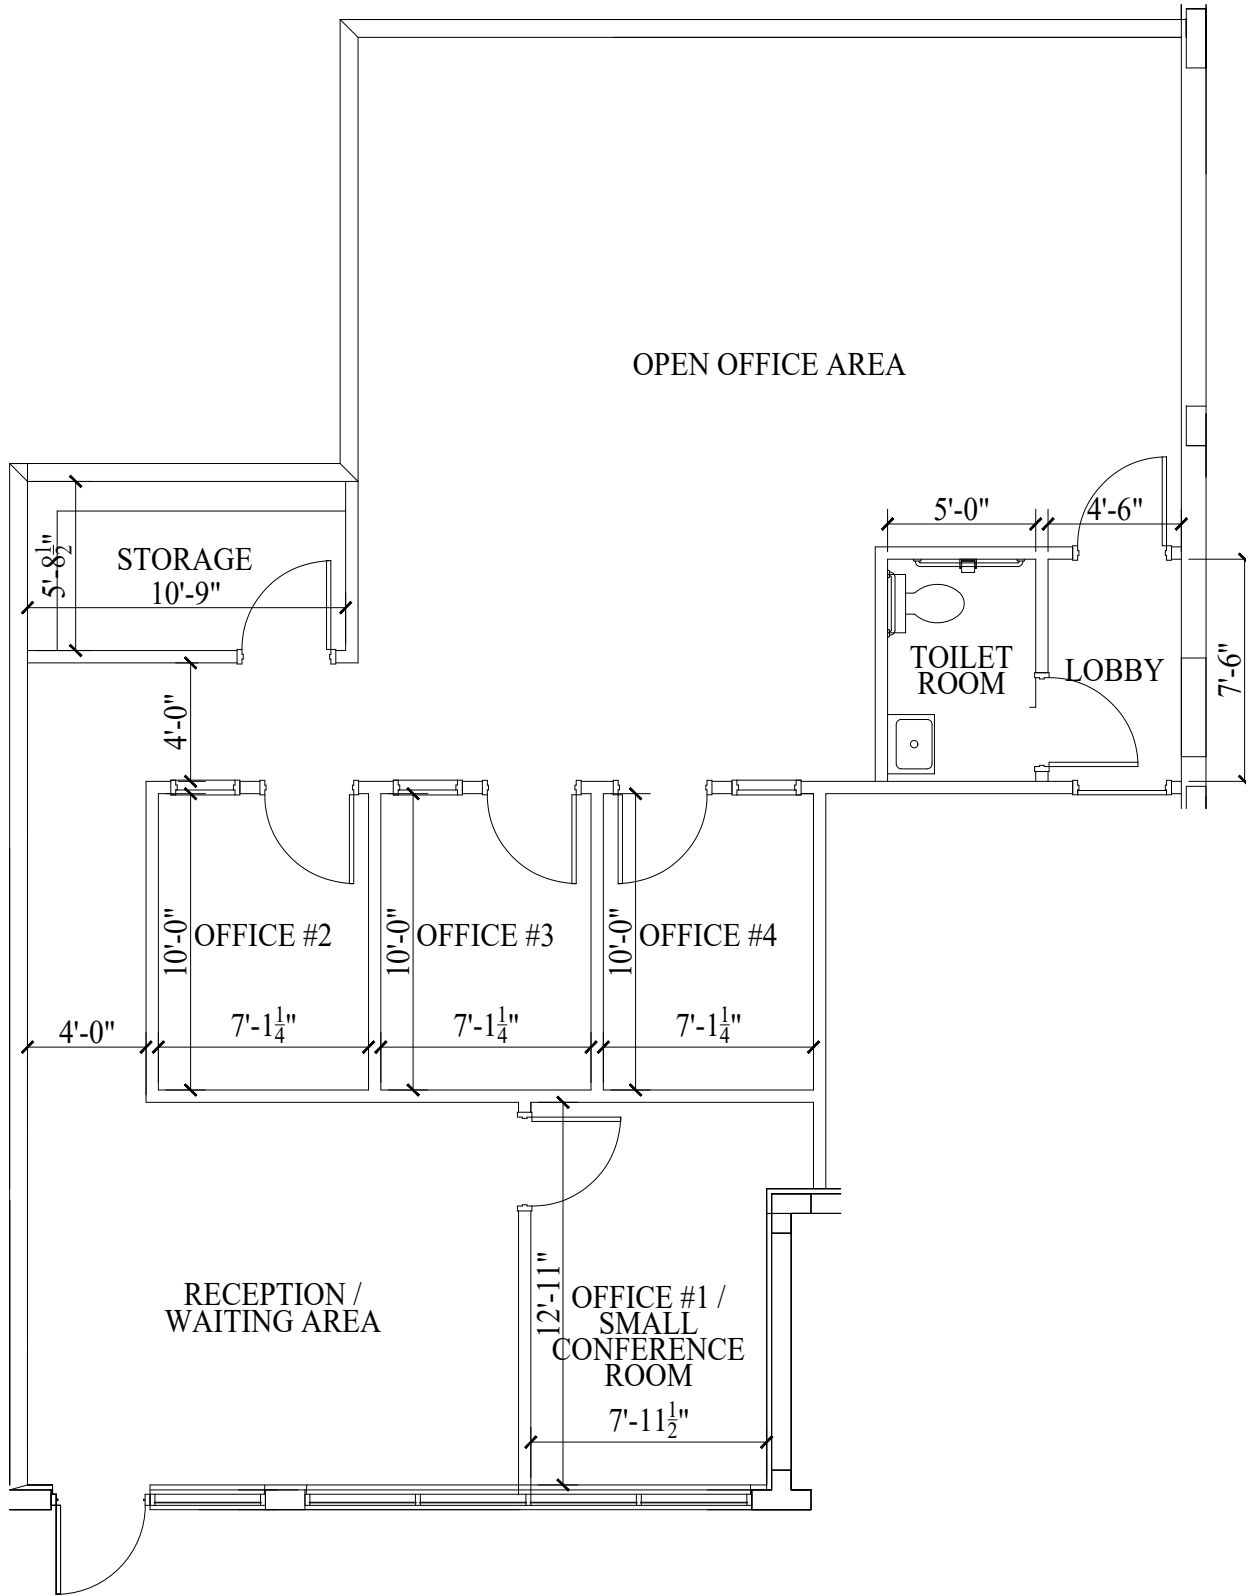 OPEN OFFICE AREA
5'-0"
4'-6"
5'-8½"
STORAGE
10'-9"
TOILET
ROOM
LOBBY
7'-6"
4'-0"
10'-0"
OFFICE #2
10'-0"
OFFICE #3
10'-0"
OFFICE #4
4'-0"
7'-1¼"
7'-1¼"
7'-1¼"
RECEPTION /
WAITING AREA
12'-11"
OFFICE #1 /
SMALL
CONFERENCE
ROOM
7'-11½"